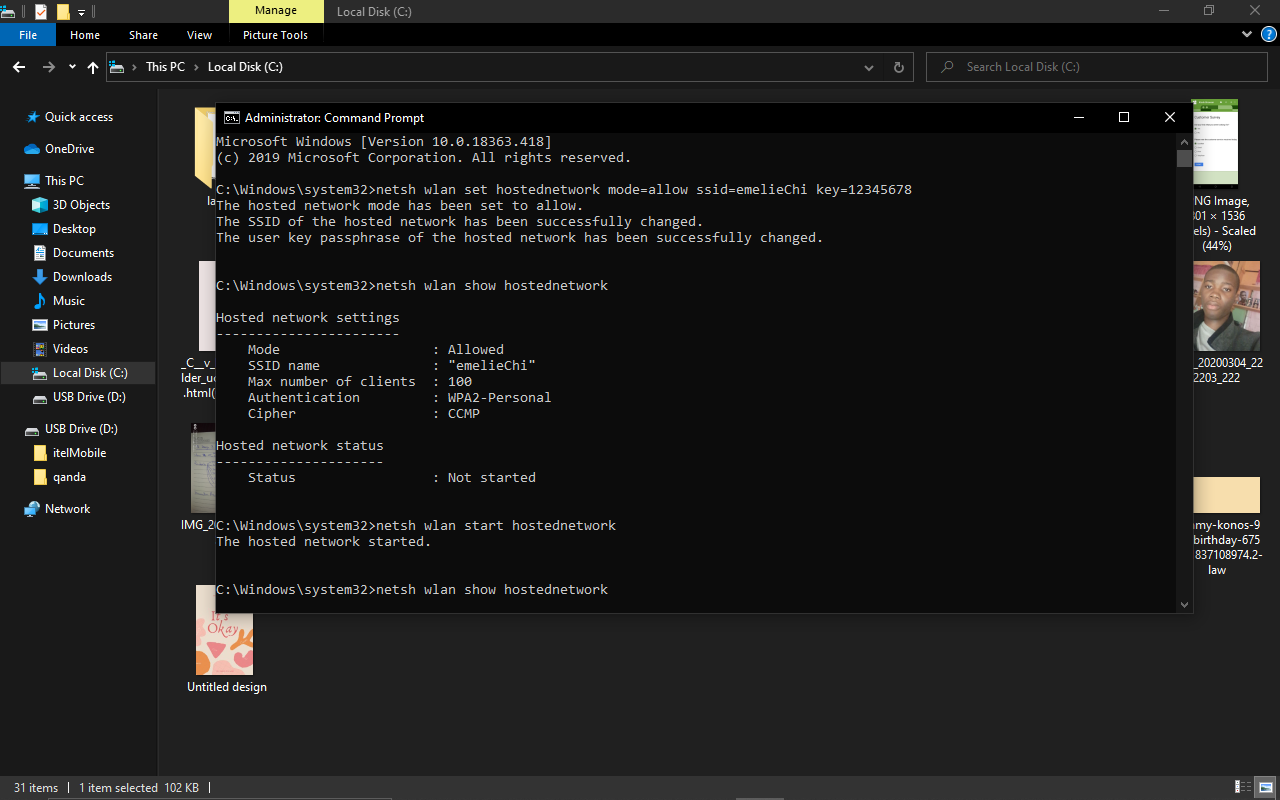 Manage
Local Disk (C:)
File
Home
Share
View
Picture Tools
This PC
Local Disk (C:)
Search Local Disk (C:)
Quick access
OneDrive
This PC
3D Objects
Desktop
Documents
Downloads
Music
Pictures
Videos
Local Disk (C:)
USB Drive (D:)
USB Drive (D:)
itelMobile
qanda
Network
Administrator: Command Prompt
Microsoft Windows [Version 10.0.18363.418]
(c) 2019 Microsoft Corporation. All rights reserved.
C:\Windows\system32>netsh wlan set hostednetwork mode=allow ssid=emelieChi key=12345678
The hosted network mode has been set to allow.
The SSID of the hosted network has been successfully changed.
The user key passphrase of the hosted network has been successfully changed.
C:\Windows\system32>netsh wlan show hostednetwork
Hosted network settings
-----------------------
Mode : Allowed
SSID name : "emelieChi"
Max number of clients : 100
Authentication : WPA2-Personal
Cipher : CCMP
Hosted network status
---------------------
Status : Not started
C:\Windows\system32>netsh wlan start hostednetwork
The hosted network started.
C:\Windows\system32>netsh wlan show hostednetwork
la
_C__v_
lder_uc
.html(
IMG_20
It's
Okay
Untitled design
NG Image,
01 × 1536
els) - Scaled
(44%)
_20200304_22
2203_222
my-konos-9
birthday-675
837108974.2-
law
31 items
1 item selected 102 KB